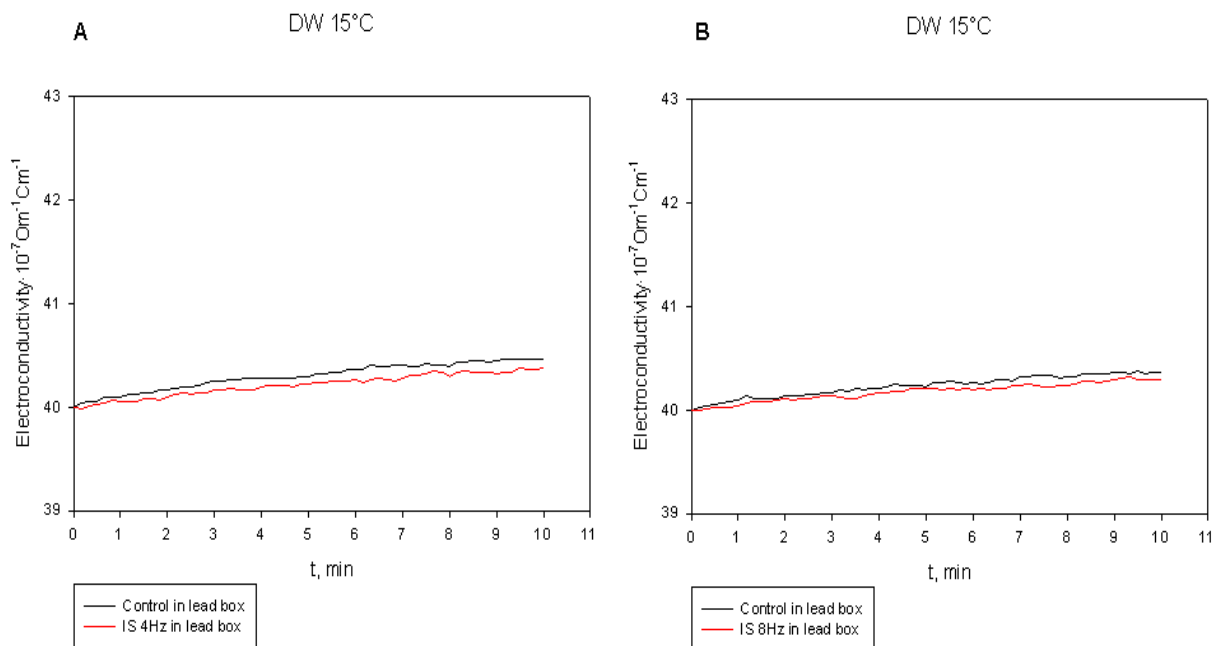 A
DW 15°C
43
42
41
40
39
Electroconductivity·10⁻⁷Om⁻¹Cm⁻¹
0 1 2 3 4 5 6 7 8 9 10 11
t, min
Control in lead box
IS 4Hz in lead box
B
DW 15°C
43
42
41
40
39
Electroconductivity·10⁻⁷Om⁻¹Cm⁻¹
0 1 2 3 4 5 6 7 8 9 10 11
t, min
Control in lead box
IS 8Hz in lead box